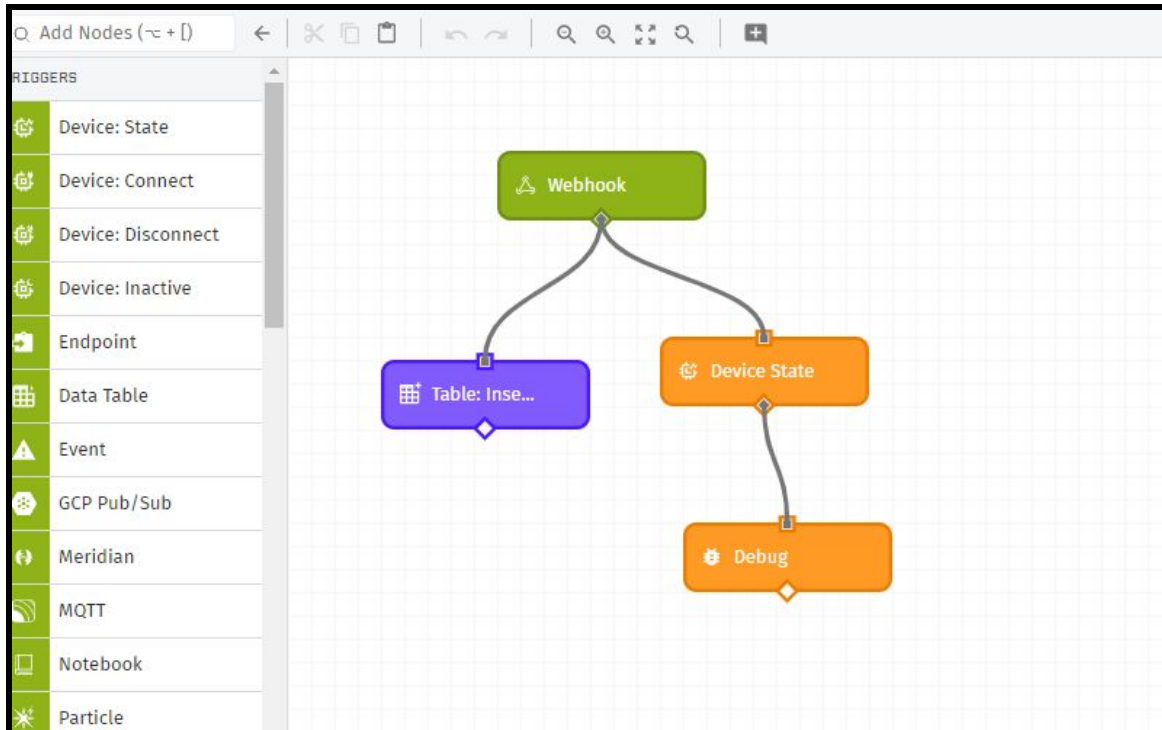 Add Nodes (⌥ + [)
RIGGERS
Device: State
Device: Connect
Device: Disconnect
Device: Inactive
Endpoint
Data Table
Event
GCP Pub/Sub
Meridian
MQTT
Notebook
Particle
Webhook
Table: Inse...
Device State
Debug